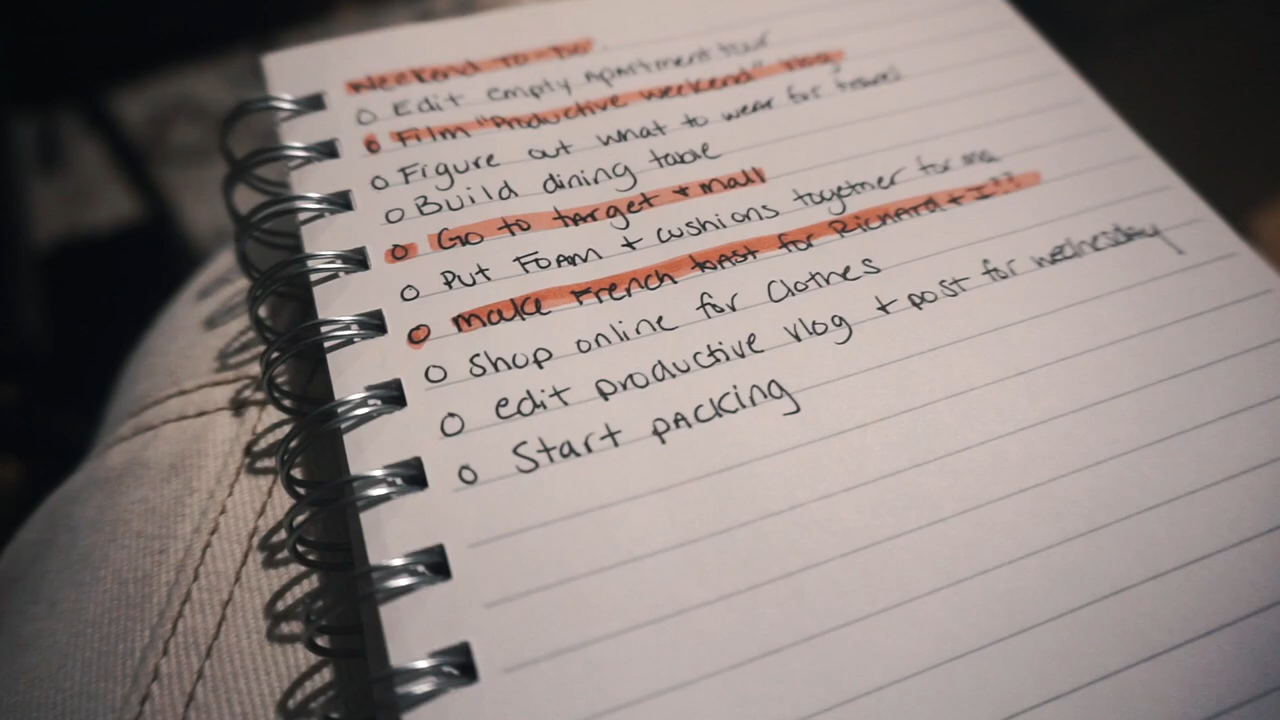 Weekend To-Do
o Edit empty Apartment tour
o Film "Productive weekend" Vlog
o Figure out what to wear for travel
o Build dining table
o Go to target + mall
o Put FoAm + cushions together for me
o make French toAst for Richard + I!!
o Shop online for Clothes
o edit productive vlog + post for wednesday
o Start pACKing